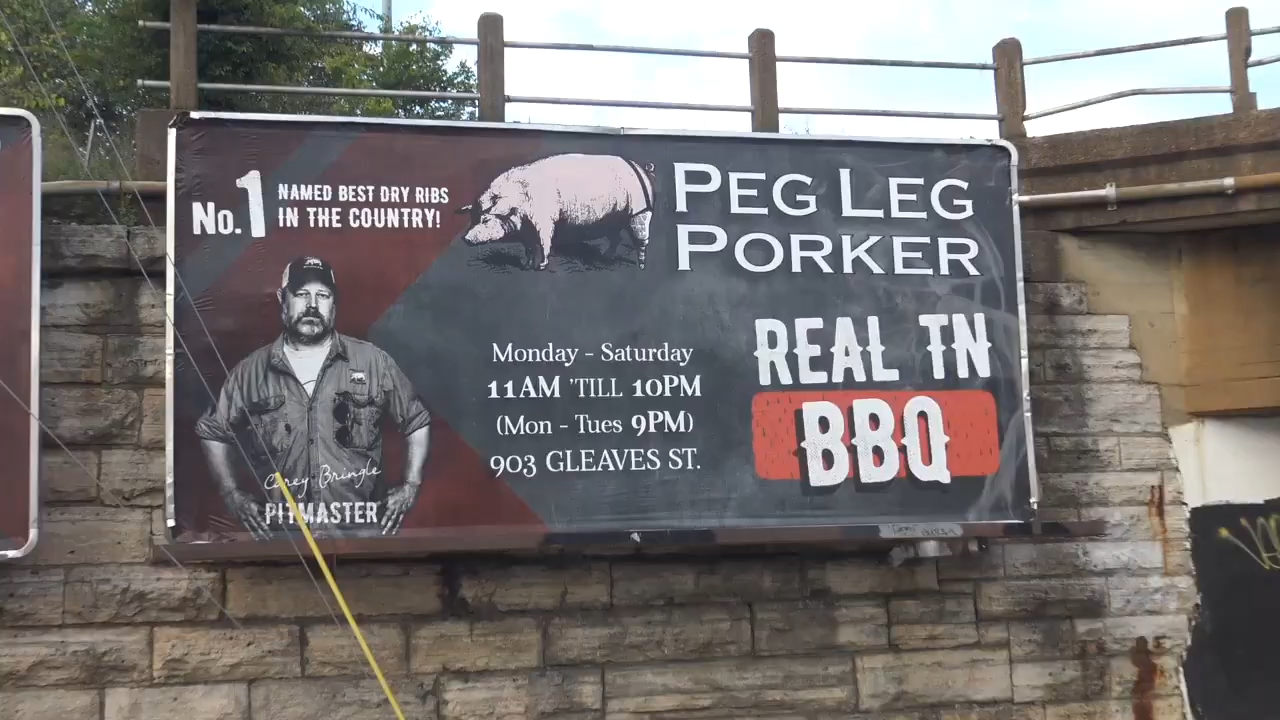 No. 1 NAMED BEST DRY RIBS
IN THE COUNTRY!
PEG LEG
PORKER
Monday - Saturday
11AM 'TILL 10PM
(Mon - Tues 9PM)
903 GLEAVES ST.
REAL TN
BBQ
Carey Bringle
PITMASTER